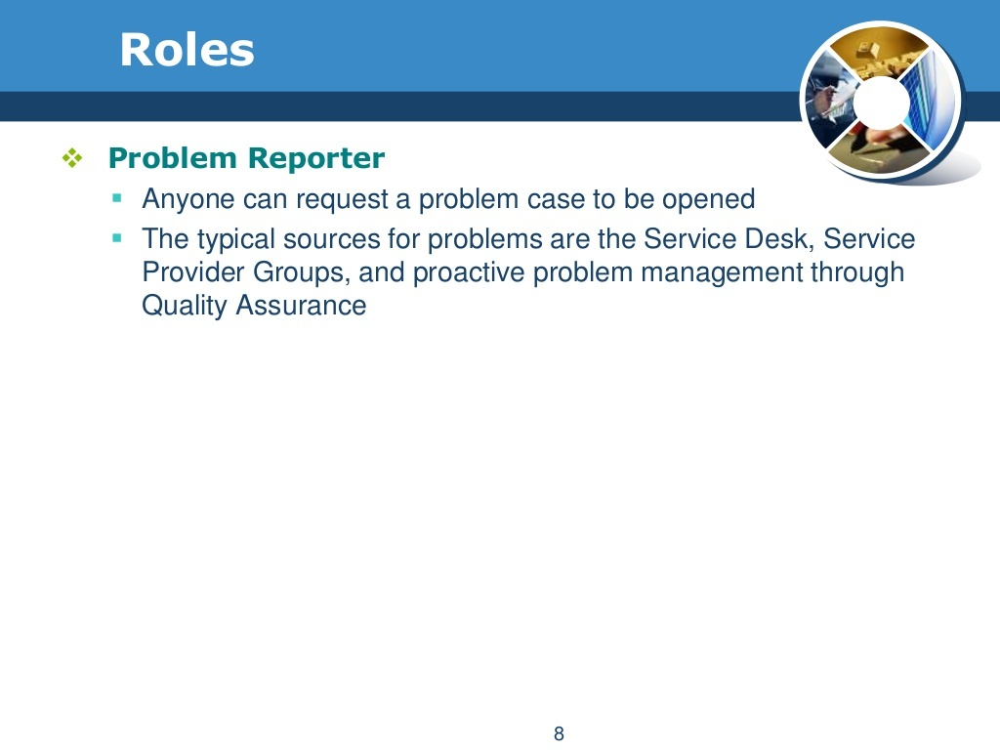 Roles
Problem Reporter
Anyone can request a problem case to be opened
The typical sources for problems are the Service Desk, Service
Provider Groups, and proactive problem management through
Quality Assurance
8